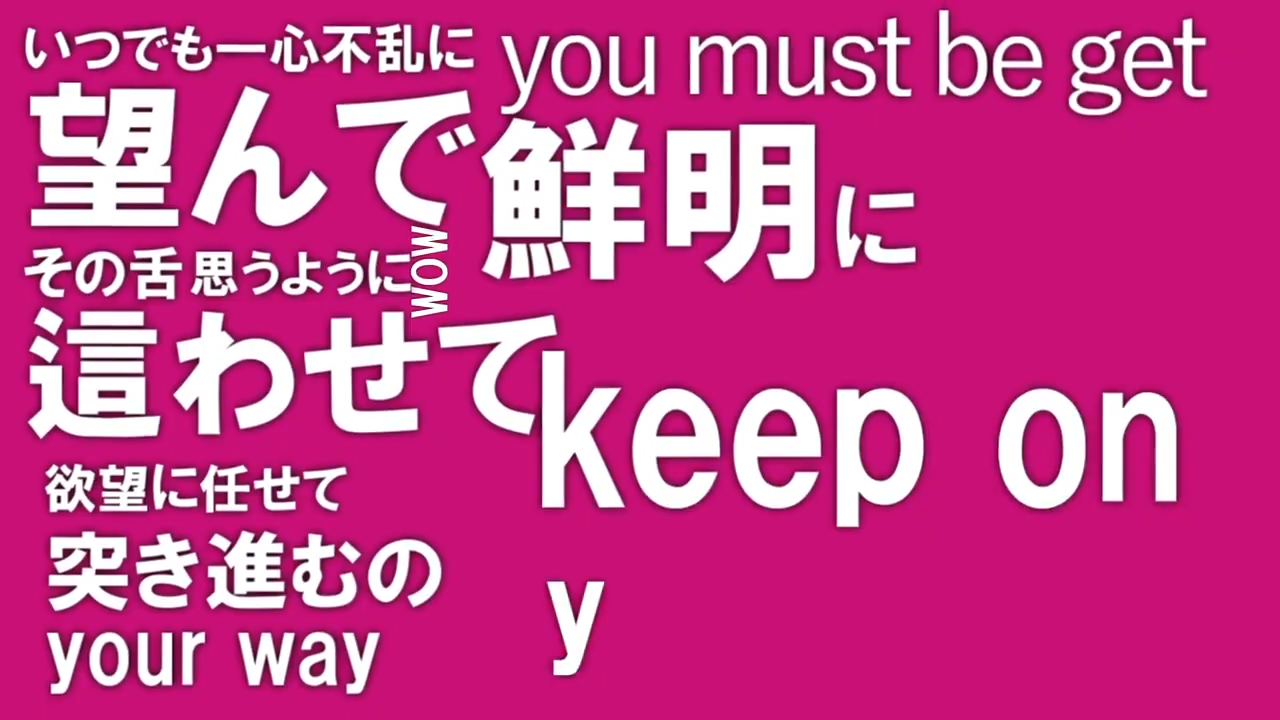 いつでも一心不乱に
望んで
その舌 思うように
wow
這わせて
欲望に任せて
突き進むの
your way
you must be get
鮮明に
keep on
y